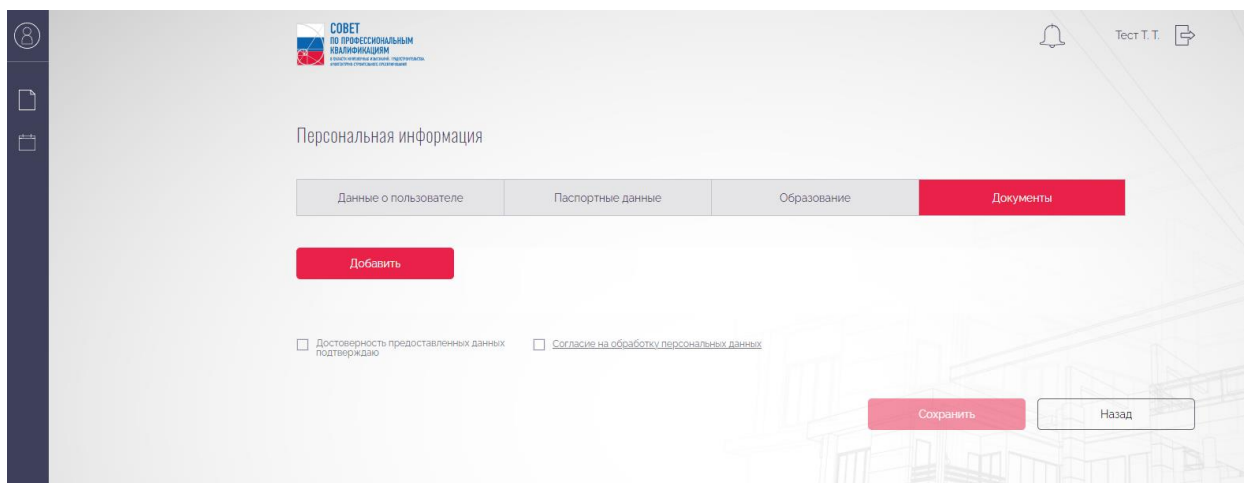 СОВЕТ
ПО ПРОФЕССИОНАЛЬНЫМ
КВАЛИФИКАЦИЯМ
Тест Т. Т.
Персональная информация
Данные о пользователе
Паспортные данные
Образование
Документы
Добавить
Достоверность предоставленных данных
подтверждаю
Согласие на обработку персональных данных
Сохранить
Назад